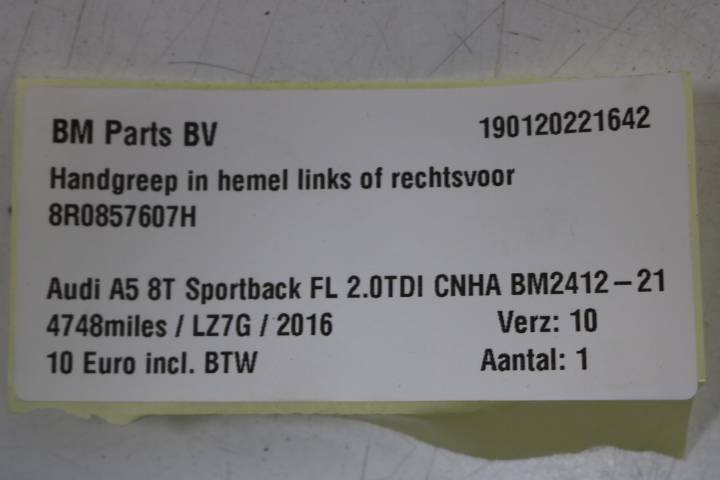 BM Parts BV 190120221642
Handgreep in hemel links of rechtsvoor
8R0857607H
Audi A5 8T Sportback FL 2.0TDI CNHA BM2412-21
4748miles / LZ7G / 2016 Verz: 10
10 Euro incl. BTW Aantal: 1